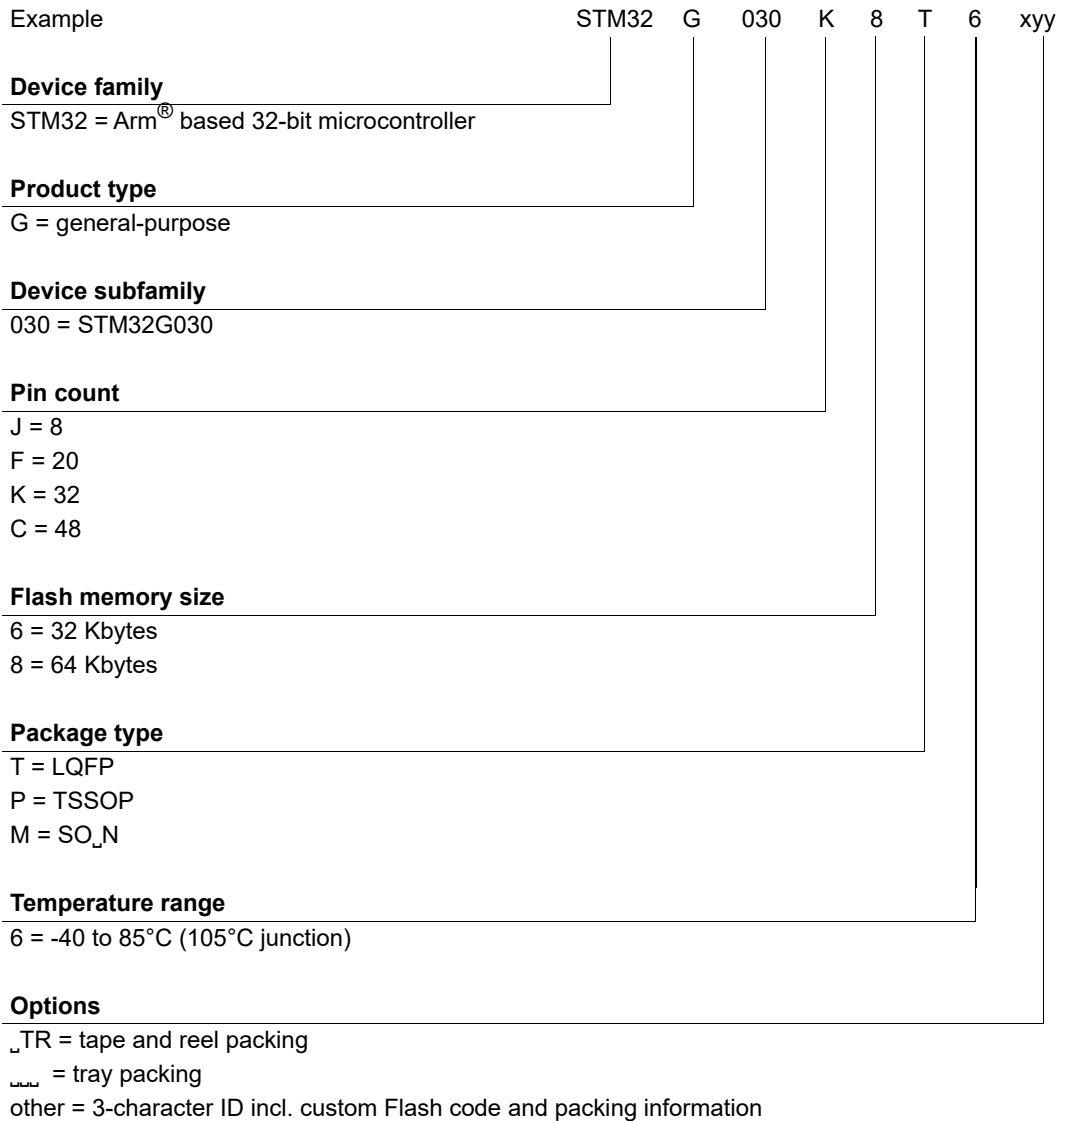 Example STM32 G 030 K 8 T 6 xyy
Device family
STM32 = Arm® based 32-bit microcontroller
Product type
G = general-purpose
Device subfamily
030 = STM32G030
Pin count
J = 8
F = 20
K = 32
C = 48
Flash memory size
6 = 32 Kbytes
8 = 64 Kbytes
Package type
T = LQFP
P = TSSOP
M = SO␣N
Temperature range
6 = -40 to 85°C (105°C junction)
Options
␣TR = tape and reel packing
␣␣␣ = tray packing
other = 3-character ID incl. custom Flash code and packing information